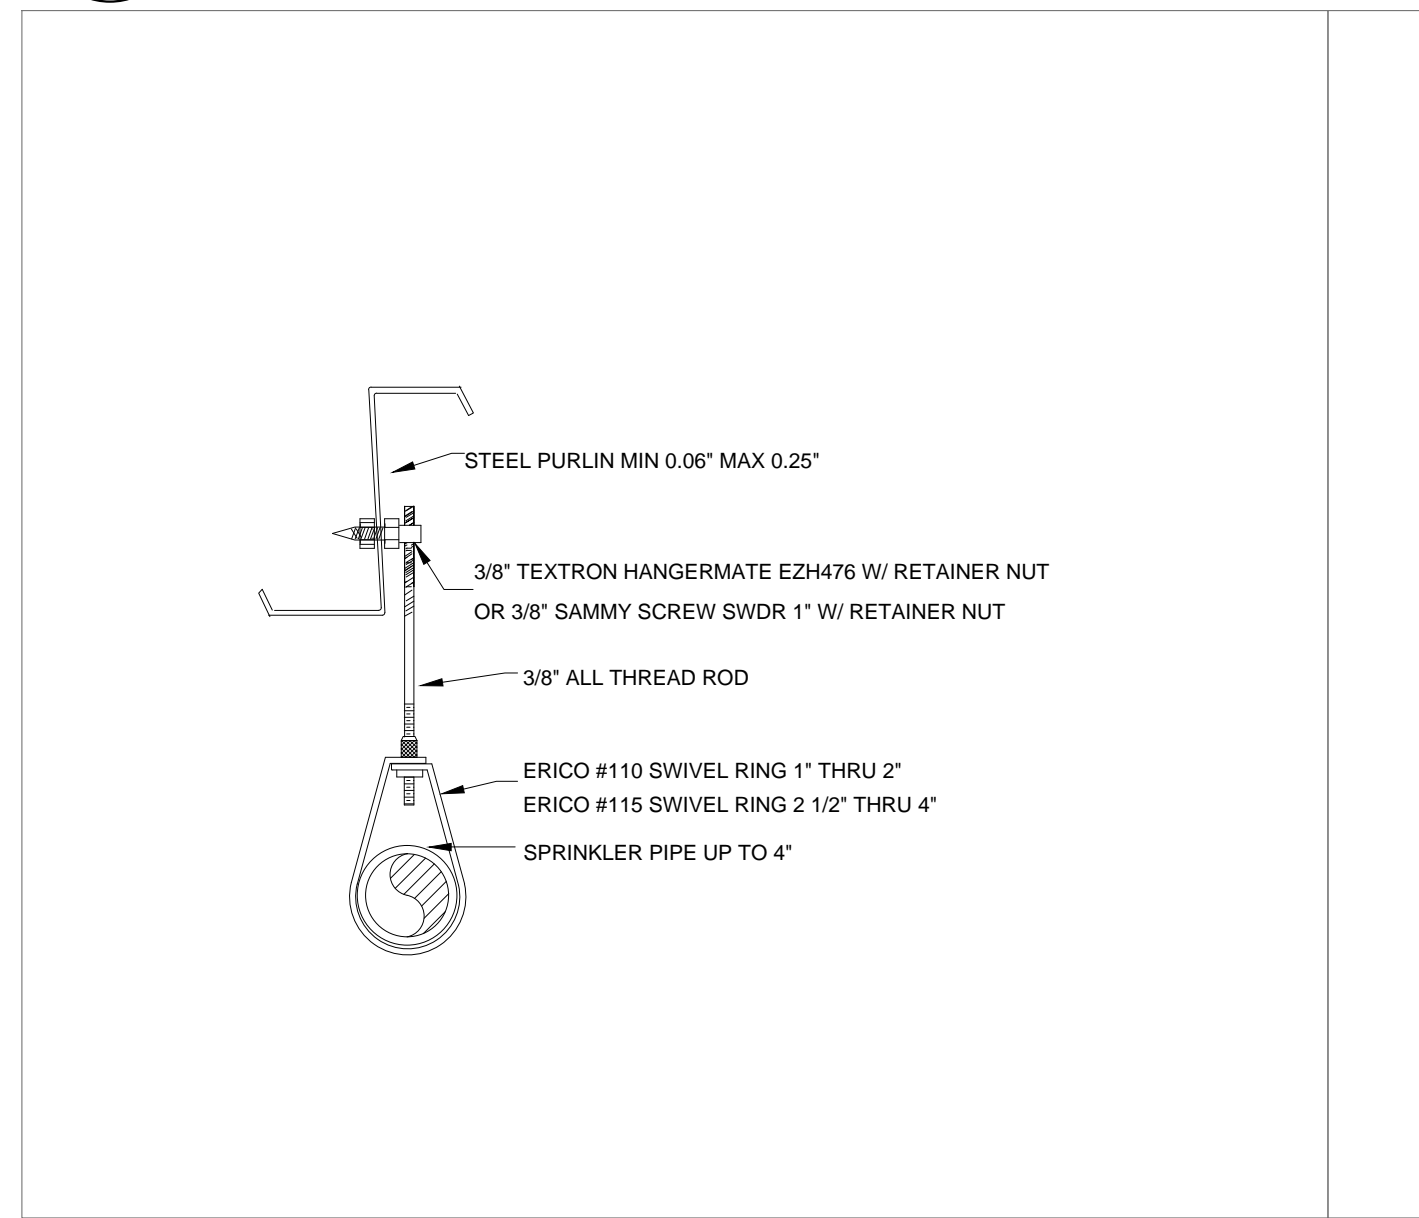 STEEL PURLIN MIN 0.06" MAX 0.25"
3/8" TEXTRON HANGERMATE EZH476 W/ RETAINER NUT
OR 3/8" SAMMY SCREW SWDR 1" W/ RETAINER NUT
3/8" ALL THREAD ROD
ERICO #110 SWIVEL RING 1" THRU 2"
ERICO #115 SWIVEL RING 2 1/2" THRU 4"
SPRINKLER PIPE UP TO 4"